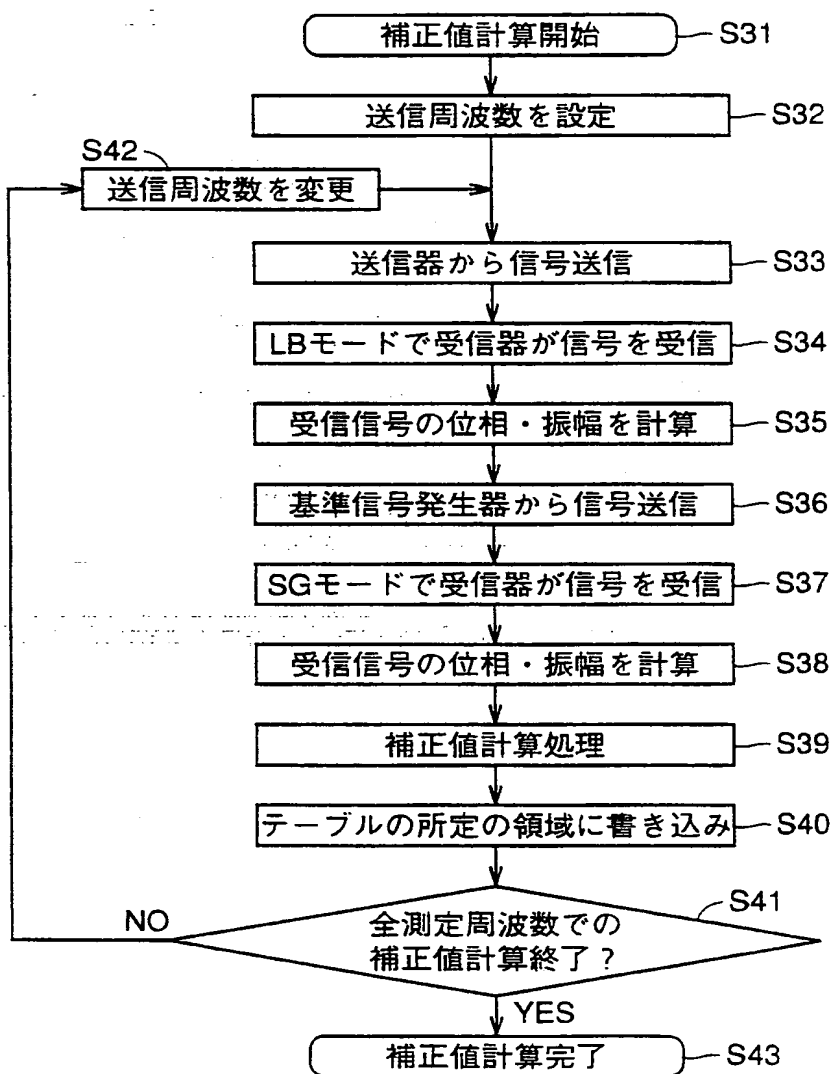 補正値計算開始 S31
送信周波数を設定 S32
S42
送信周波数を変更
送信器から信号送信 S33
LBモードで受信器が信号を受信 S34
受信信号の位相・振幅を計算 S35
基準信号発生器から信号送信 S36
SGモードで受信器が信号を受信 S37
受信信号の位相・振幅を計算 S38
補正値計算処理 S39
テーブルの所定の領域に書き込み S40
S41
NO
全測定周波数での
補正値計算終了?
YES
補正値計算完了 S43